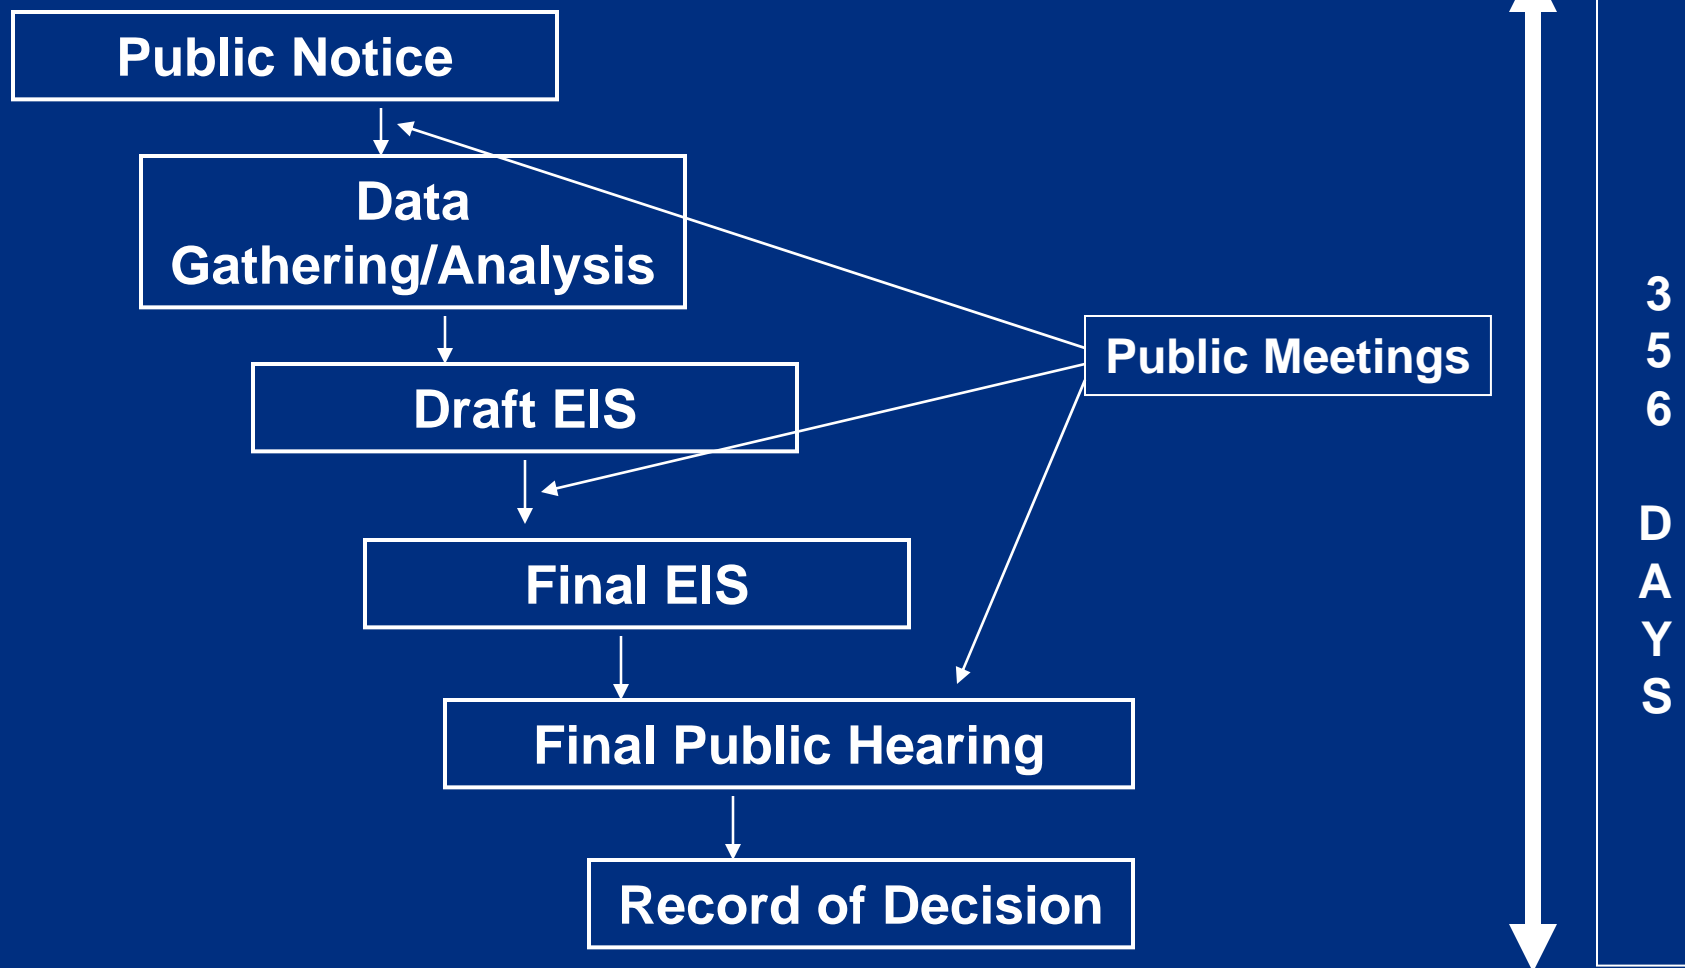 Public Notice
Data
Gathering/Analysis
Draft EIS
Public Meetings
Final EIS
Final Public Hearing
Record of Decision
3
5
6
D
A
Y
S